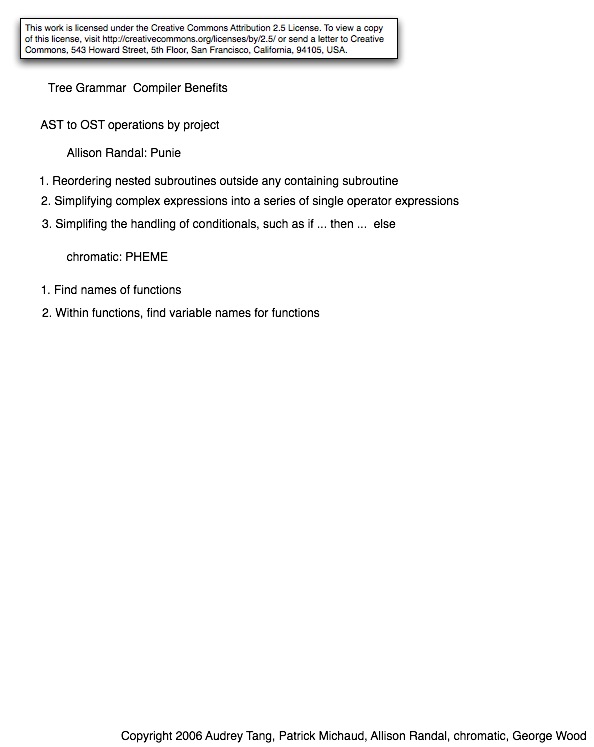 This work is licensed under the Creative Commons Attribution 2.5 License. To view a copy
of this license, visit http://creativecommons.org/licenses/by/2.5/ or send a letter to Creative
Commons, 543 Howard Street, 5th Floor, San Francisco, California, 94105, USA.
Tree Grammar Compiler Benefits
AST to OST operations by project
Allison Randal: Punie
1. Reordering nested subroutines outside any containing subroutine
2. Simplifying complex expressions into a series of single operator expressions
3. Simplifing the handling of conditionals, such as if ... then ... else
chromatic: PHEME
1. Find names of functions
2. Within functions, find variable names for functions
Copyright 2006 Audrey Tang, Patrick Michaud, Allison Randal, chromatic, George Wood